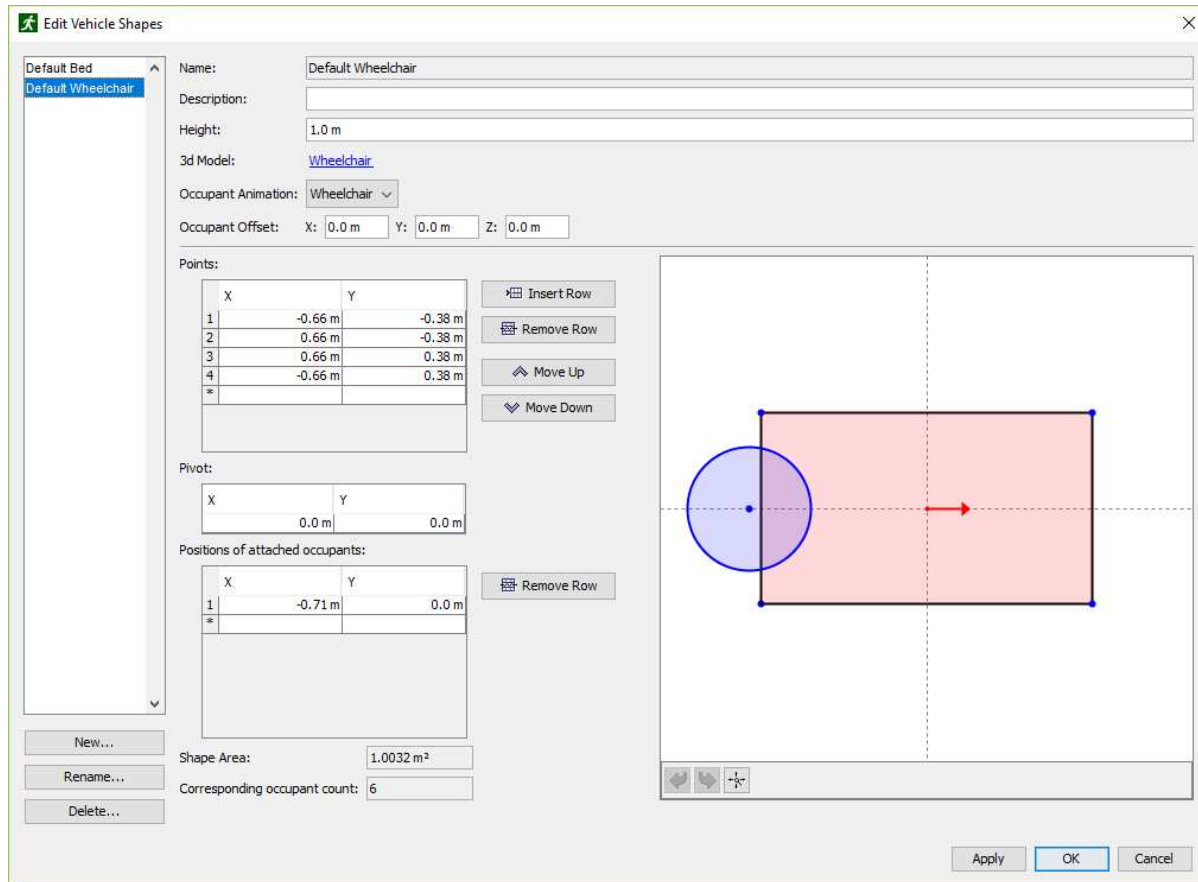 Edit Vehicle Shapes
Default Bed
Default Wheelchair
New...
Rename...
Delete...
Name: Default Wheelchair
Description:
Height: 1.0 m
3d Model: Wheelchair
Occupant Animation: Wheelchair
Occupant Offset: X: 0.0 m Y: 0.0 m Z: 0.0 m
Points:
X Y
1 -0.66 m -0.38 m
2 0.66 m -0.38 m
3 0.66 m 0.38 m
4 -0.66 m 0.38 m
*
Insert Row
Remove Row
Move Up
Move Down
Pivot:
X Y
0.0 m 0.0 m
Positions of attached occupants:
X Y
1 -0.71 m 0.0 m
*
Remove Row
Shape Area: 1.0032 m²
Corresponding occupant count: 6
Apply OK Cancel